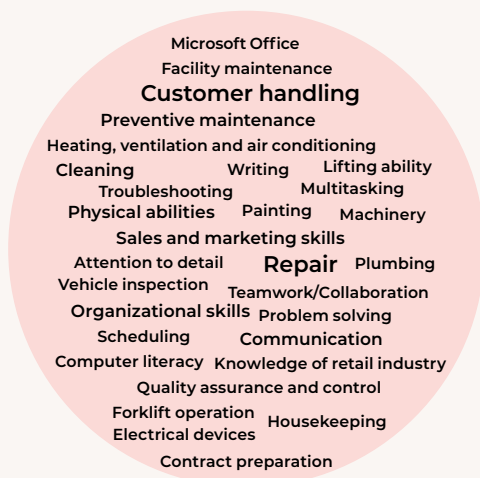 Microsoft Office
Facility maintenance
Customer handling
Preventive maintenance
Heating, ventilation and air conditioning
Cleaning
Writing
Lifting ability
Troubleshooting
Multitasking
Physical abilities
Painting
Machinery
Sales and marketing skills
Attention to detail
Repair
Plumbing
Vehicle inspection
Teamwork/Collaboration
Organizational skills
Problem solving
Scheduling
Communication
Computer literacy
Knowledge of retail industry
Quality assurance and control
Forklift operation
Housekeeping
Electrical devices
Contract preparation